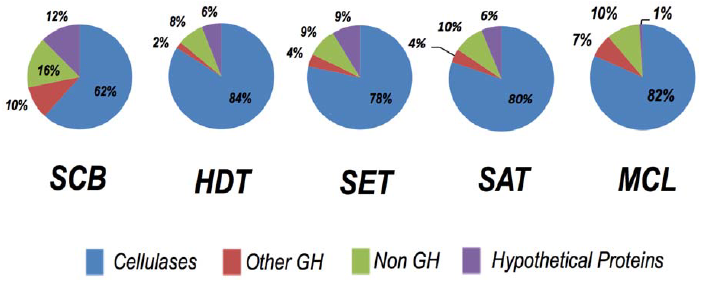 12%
16%
10%
62%
8%
6%
2%
84%
9%
9%
4%
78%
10%
6%
4%
80%
10%
1%
7%
82%
SCB
HDT
SET
SAT
MCL
Cellulases
Other GH
Non GH
Hypothetical Proteins